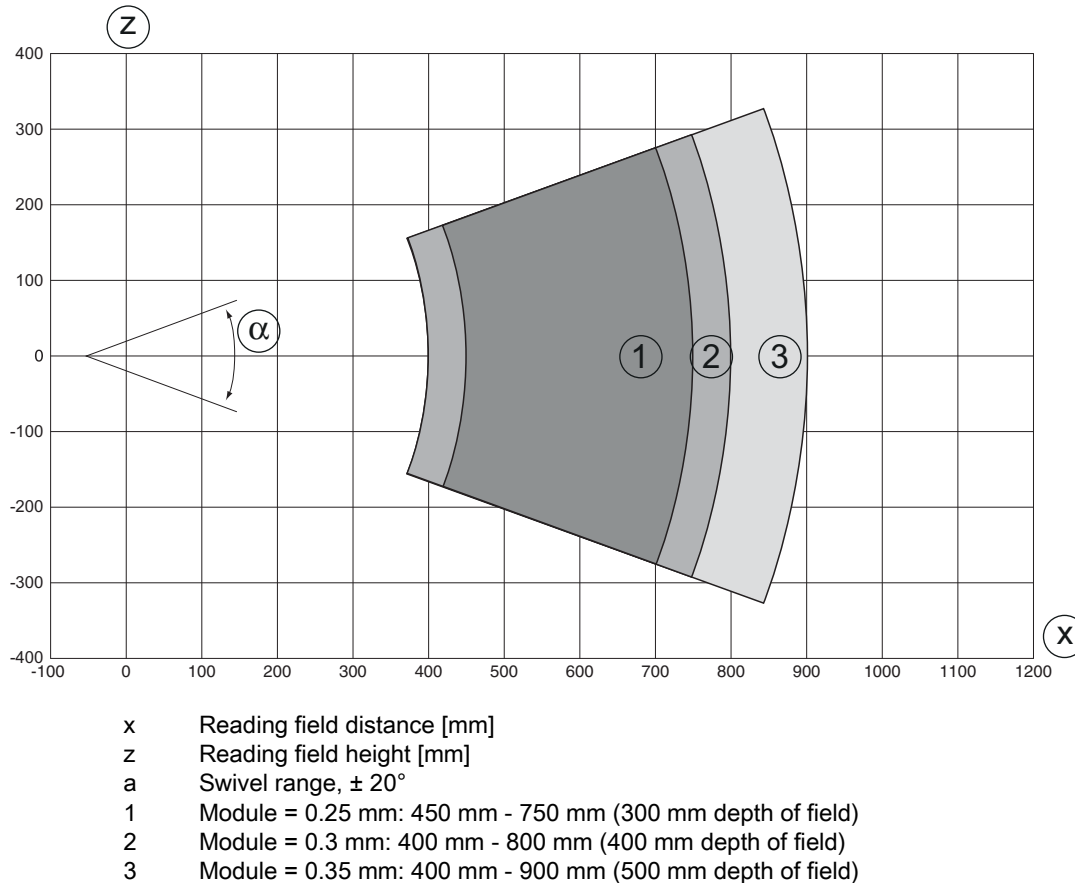 z
400
300
200
100
0
-100
-200
-300
-400
α
1 2 3
x
-100 0 100 200 300 400 500 600 700 800 900 1000 1100 1200
x Reading field distance [mm]
z Reading field height [mm]
a Swivel range, ± 20°
1 Module = 0.25 mm: 450 mm - 750 mm (300 mm depth of field)
2 Module = 0.3 mm: 400 mm - 800 mm (400 mm depth of field)
3 Module = 0.35 mm: 400 mm - 900 mm (500 mm depth of field)